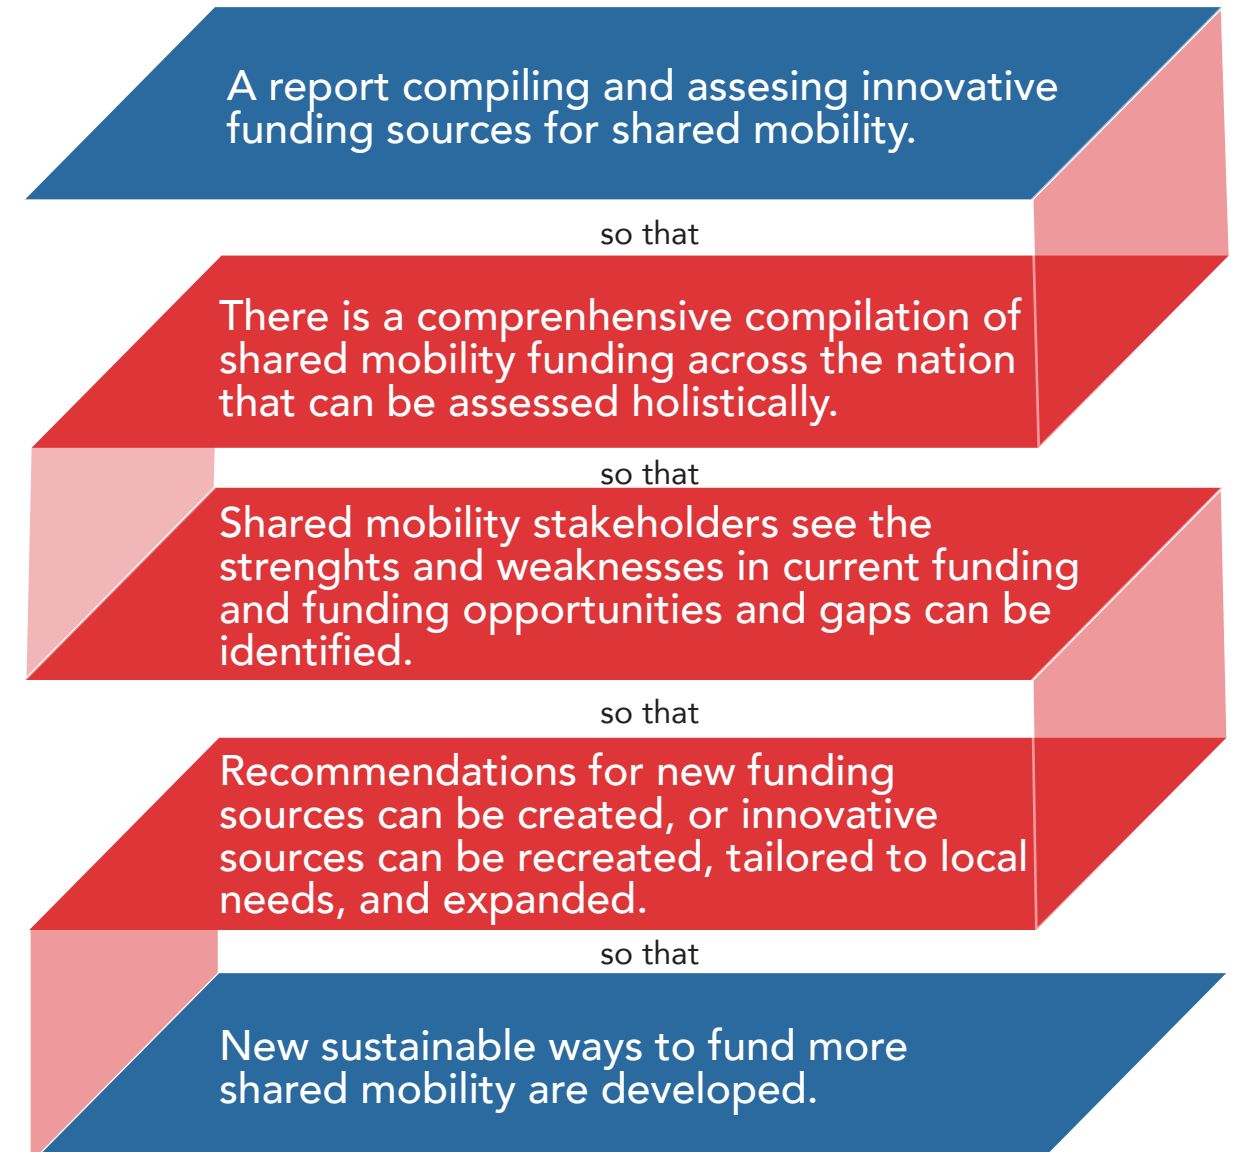 A report compiling and assesing innovative
funding sources for shared mobility.
so that
There is a comprenhensive compilation of
shared mobility funding across the nation
that can be assessed holistically.
so that
Shared mobility stakeholders see the
strenghts and weaknesses in current funding
and funding opportunities and gaps can be
identified.
so that
Recommendations for new funding
sources can be created, or innovative
sources can be recreated, tailored to local
needs, and expanded.
so that
New sustainable ways to fund more
shared mobility are developed.